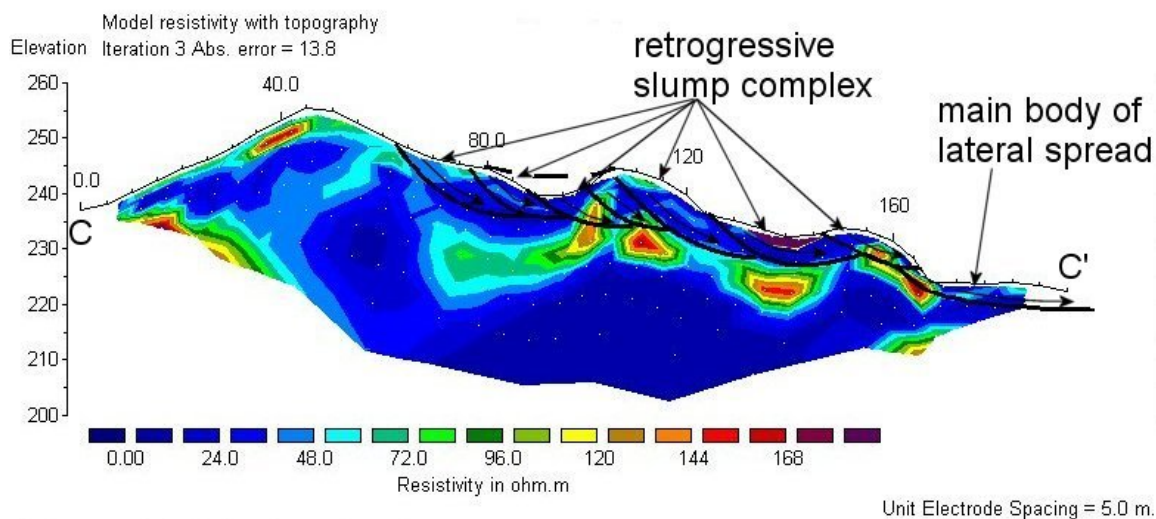 Model resistivity with topography
Elevation Iteration 3 Abs. error = 13.8
retrogressive
slump complex
main body of
lateral spread
260
250
240
230
220
210
200
0.0
40.0
80.0
120
160
C
C'
0.00 24.0 48.0 72.0 96.0 120 144 168
Resistivity in ohm.m
Unit Electrode Spacing = 5.0 m.